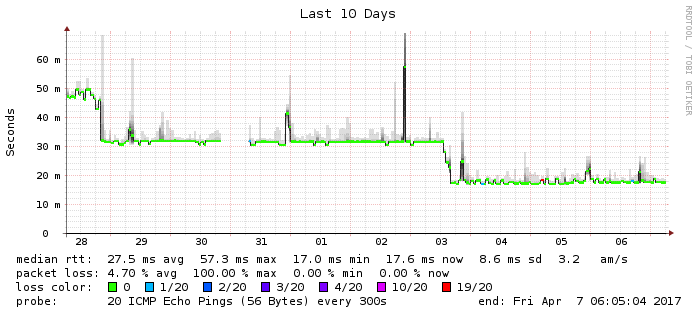 Last 10 Days
RRDTOOL / TOBI OETIKER
Seconds
60 m
50 m
40 m
30 m
20 m
10 m
0
28 29 30 31 01 02 03 04 05 06
median rtt: 27.5 ms avg 57.3 ms max 17.0 ms min 17.6 ms now 8.6 ms sd 3.2 am/s
packet loss: 4.70 % avg 100.00 % max 0.00 % min 0.00 % now
loss color: 0 1/20 2/20 3/20 4/20 10/20 19/20
probe: 20 ICMP Echo Pings (56 Bytes) every 300s end: Fri Apr 7 06:05:04 2017